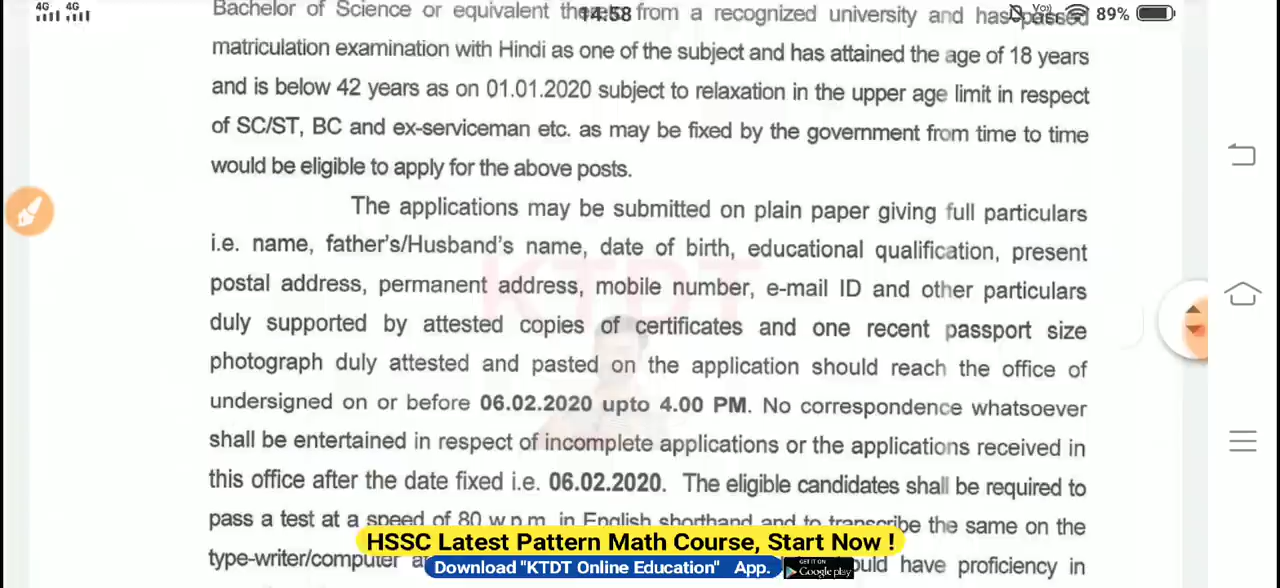 4G 4G
14:58
89%
Bachelor of Science or equivalent from a recognized university and has passed
matriculation examination with Hindi as one of the subject and has attained the age of 18 years
and is below 42 years as on 01.01.2020 subject to relaxation in the upper age limit in respect
of SC/ST, BC and ex-serviceman etc. as may be fixed by the government from time to time
would be eligible to apply for the above posts.
The applications may be submitted on plain paper giving full particulars
i.e. name, father's/Husband's name, date of birth, educational qualification, present
postal address, permanent address, mobile number, e-mail ID and other particulars
duly supported by attested copies of certificates and one recent passport size
photograph duly attested and pasted on the application should reach the office of
undersigned on or before 06.02.2020 upto 4.00 PM. No correspondence whatsoever
shall be entertained in respect of incomplete applications or the applications received in
this office after the date fixed i.e. 06.02.2020. The eligible candidates shall be required to
pass a test at a speed of 80 w.p.m. in English shorthand and to transcribe the same on the
type-writer/computer have proficiency in
KTDT
HSSC Latest Pattern Math Course, Start Now !
Download "KTDT Online Education" App.
GET IT ON
Google play